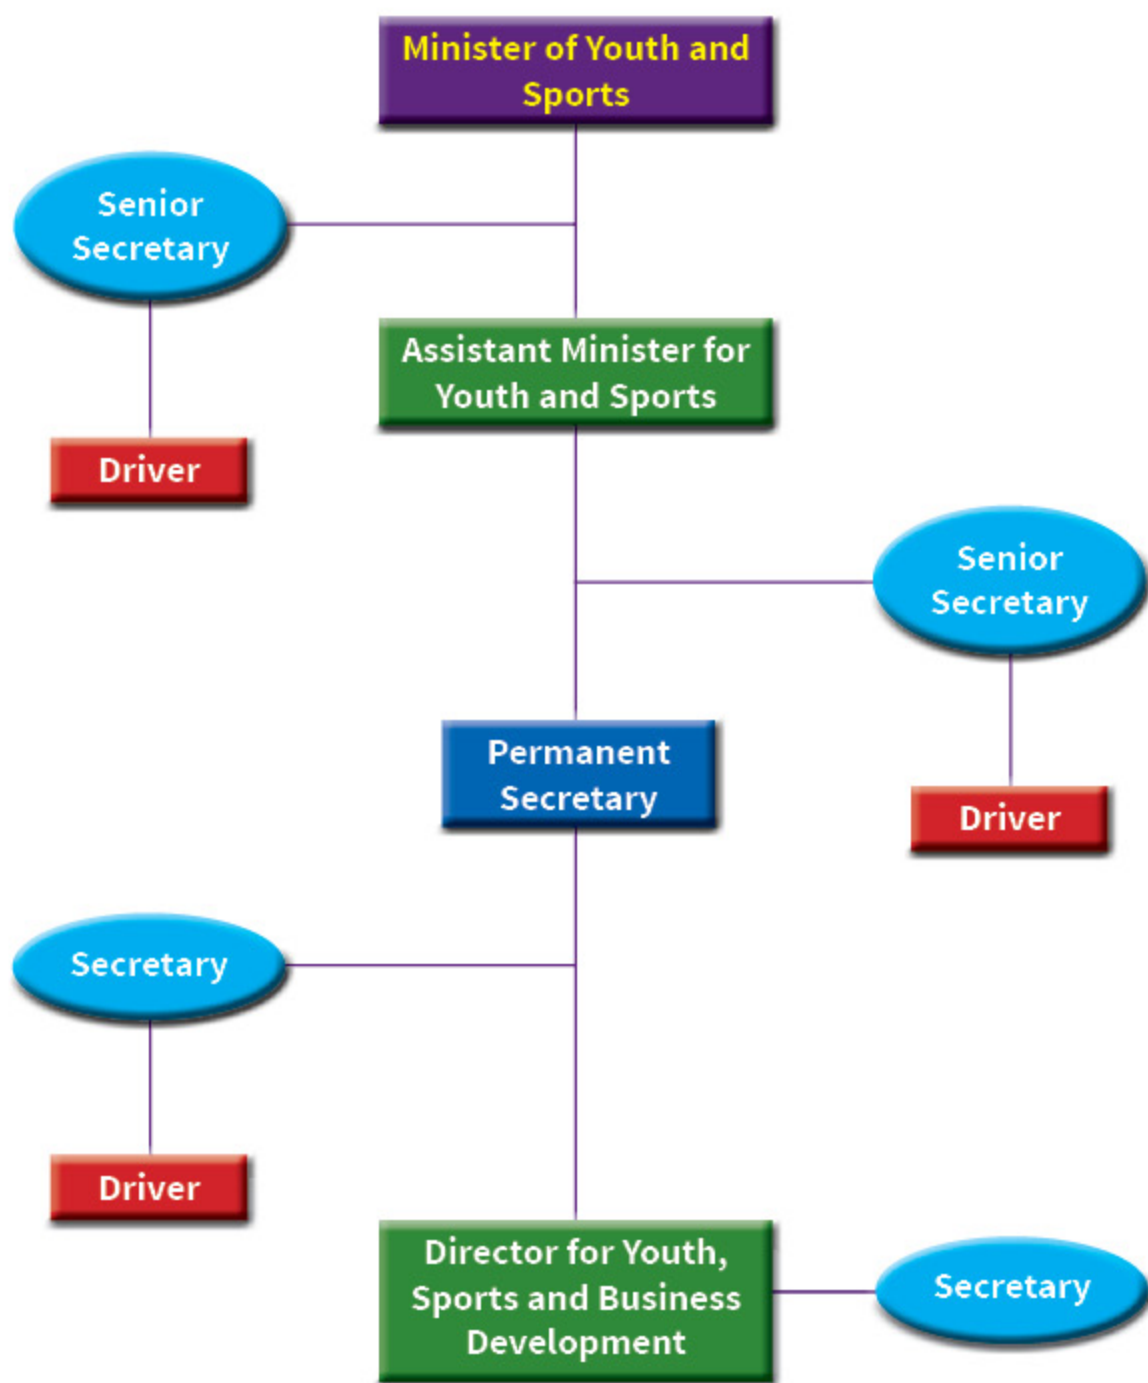 Minister of Youth and
Sports
Senior
Secretary
Assistant Minister for
Youth and Sports
Driver
Senior
Secretary
Permanent
Secretary
Driver
Secretary
Driver
Director for Youth,
Sports and Business
Development
Secretary